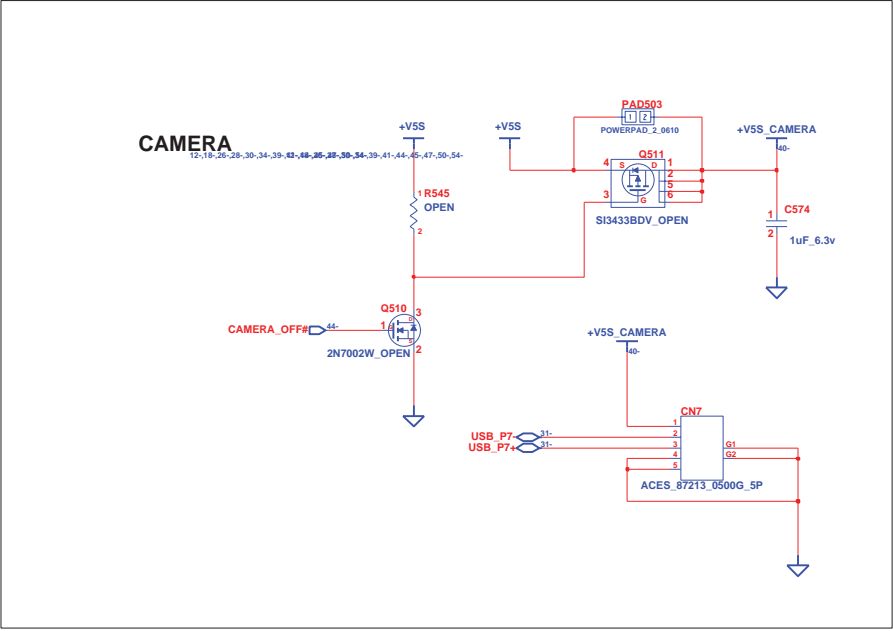 CAMERA
+V5S
+V5S
PAD503
1 2
POWERPAD_2_0610
+V5S_CAMERA
40-
Q511
4 S D 1
2
5
3 G 6
SI3433BDV_OPEN
1 R545
OPEN
2
1 C574
2 1uF_6.3v
Q510
3
CAMERA_OFF# 44- 1
2
2N7002W_OPEN
+V5S_CAMERA
40-
CN7
1
USB_P7- 31- 2
USB_P7+ 31- 3
4
5
G1
G2
ACES_87213_0500G_5P